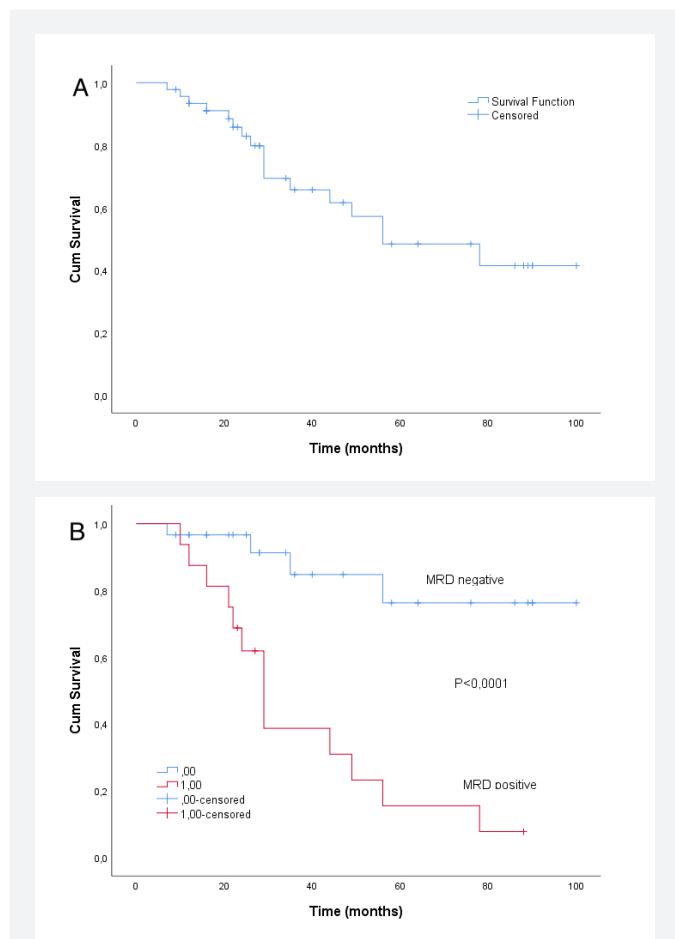 A
1,0
0,8
0,6
0,4
0,2
0,0
Cum Survival
Survival Function
Censored
0 20 40 60 80 100
Time (months)
B
1,0
0,8
0,6
0,4
0,2
0,0
Cum Survival
MRD negative
P<0,0001
MRD positive
,00
1,00
,00-censored
1,00-censored
0 20 40 60 80 100
Time (months)